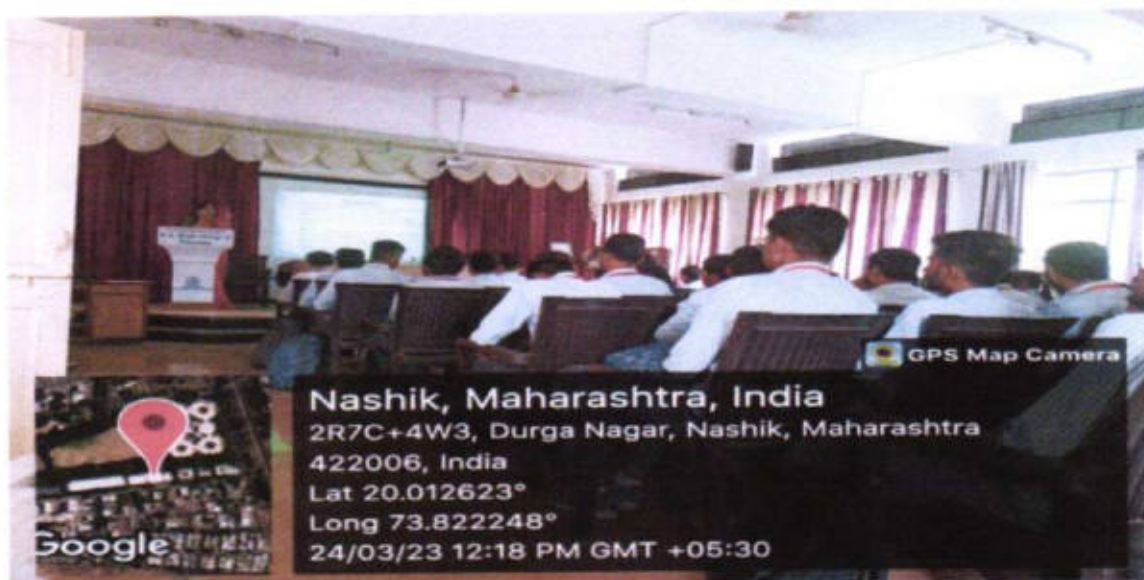 GPS Map Camera
Nashik, Maharashtra, India
2R7C+4W3, Durga Nagar, Nashik, Maharashtra
422006, India
Lat 20.012623°
Long 73.822248°
24/03/23 12:18 PM GMT +05:30
Google